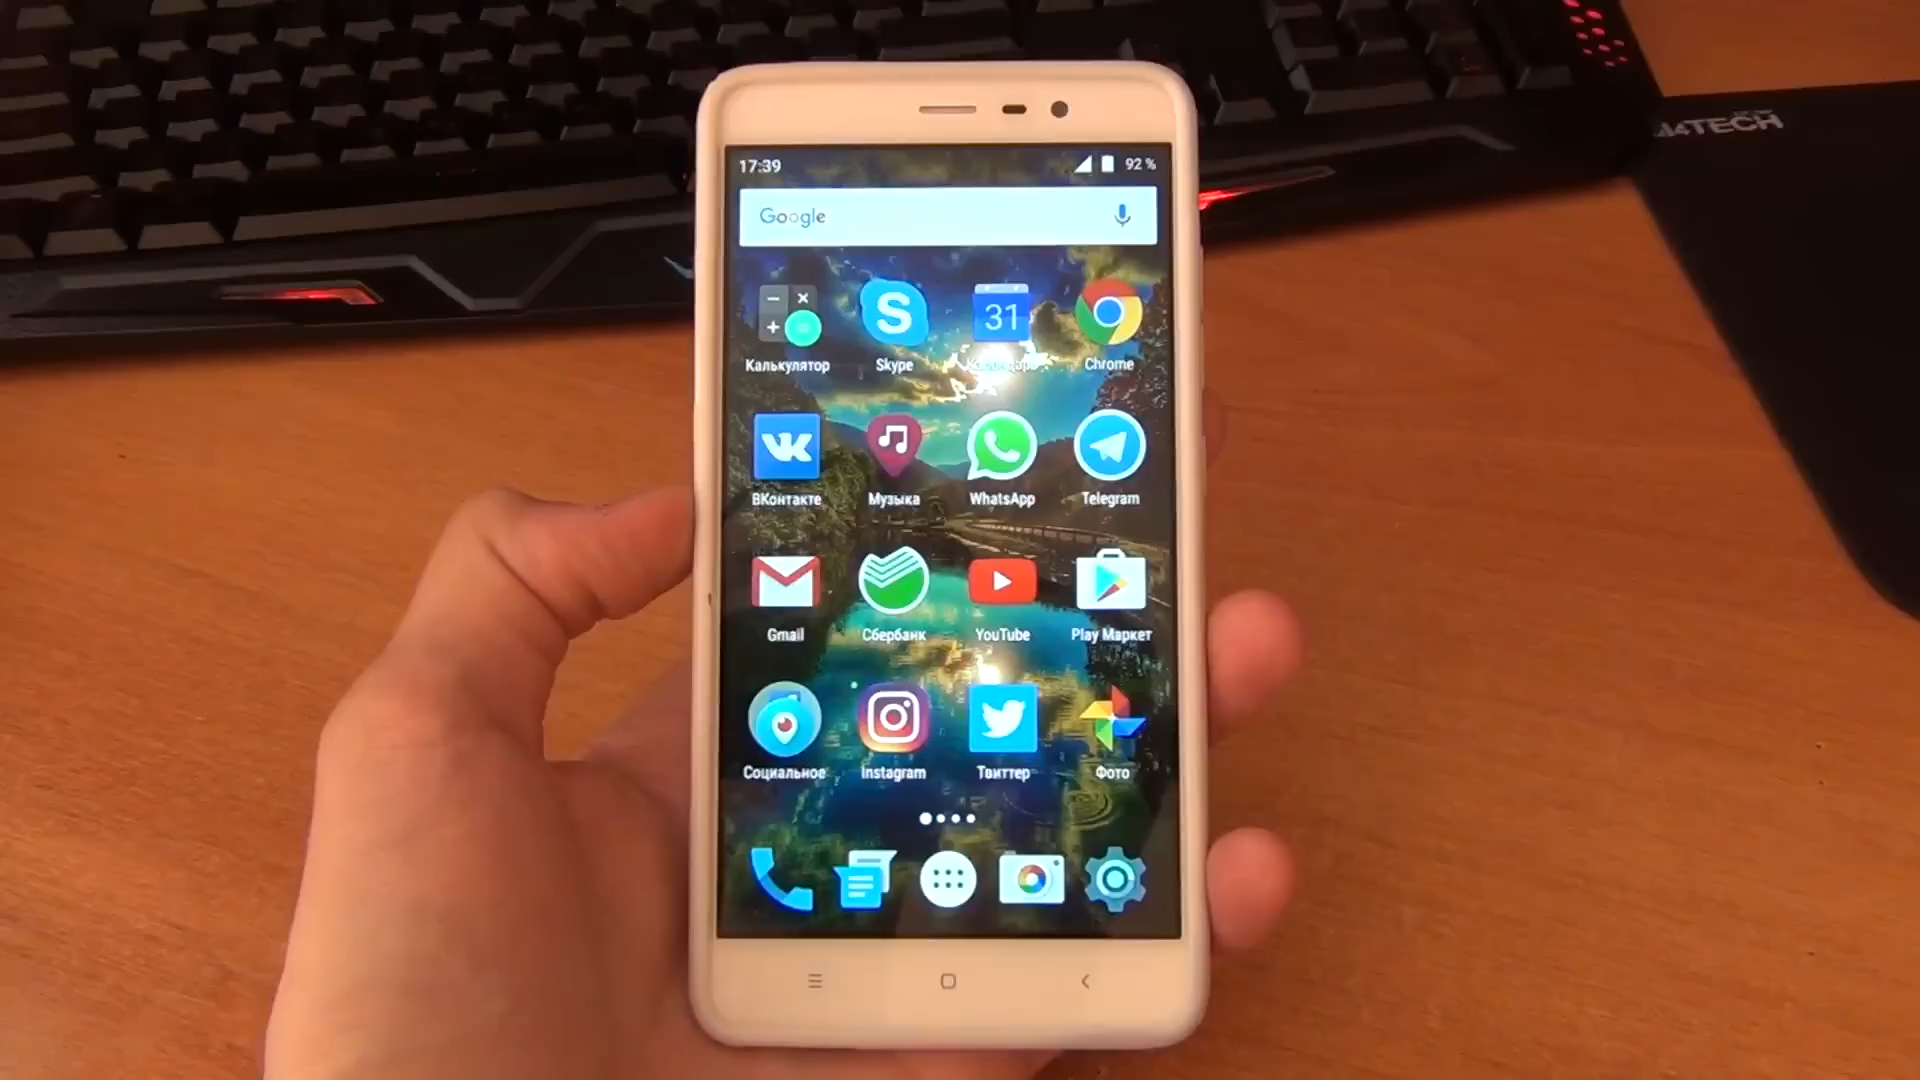 A4TECH
17:39
92 %
Google
31
Калькулятор
Skype
Календарь
Chrome
ВКонтакте
Музыка
WhatsApp
Telegram
Gmail
Сбербанк
YouTube
Play Маркет
Социальное
Instagram
Твиттер
Фото